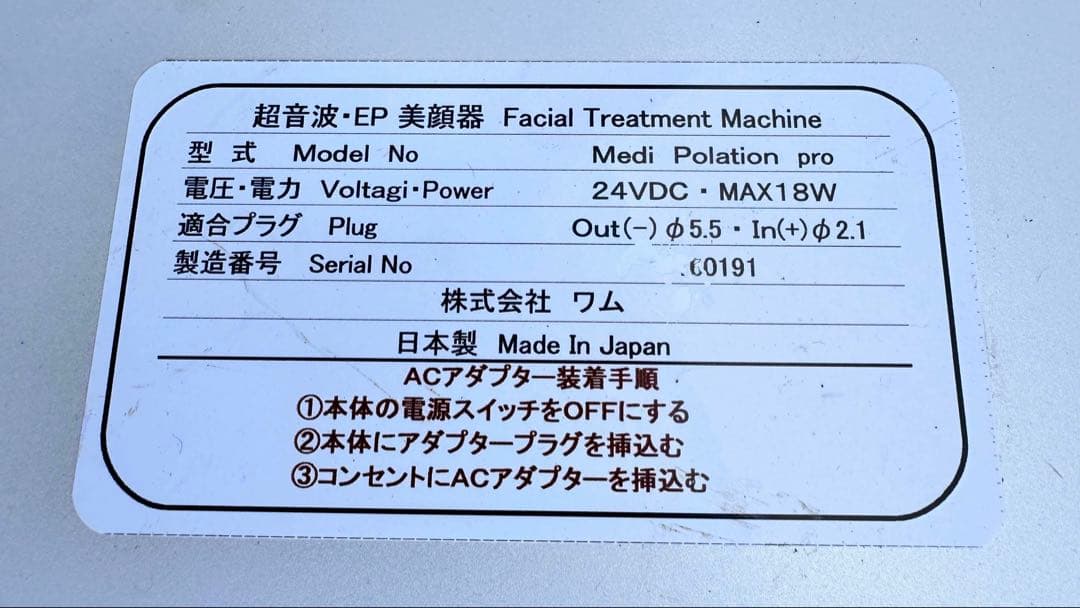 超音波・EP 美顔器 Facial Treatment Machine
型 式 Model No Medi Polation pro
電圧・電力 Voltagi・Power 24VDC・MAX18W
適合プラグ Plug Out(-)φ5.5・In(+)φ2.1
製造番号 Serial No
株式会社 ワム
日本製 Made In Japan
ACアダプター装着手順
①本体の電源スイッチをOFFにする
②本体にアダプタープラグを挿込む
③コンセントにACアダプターを挿込む